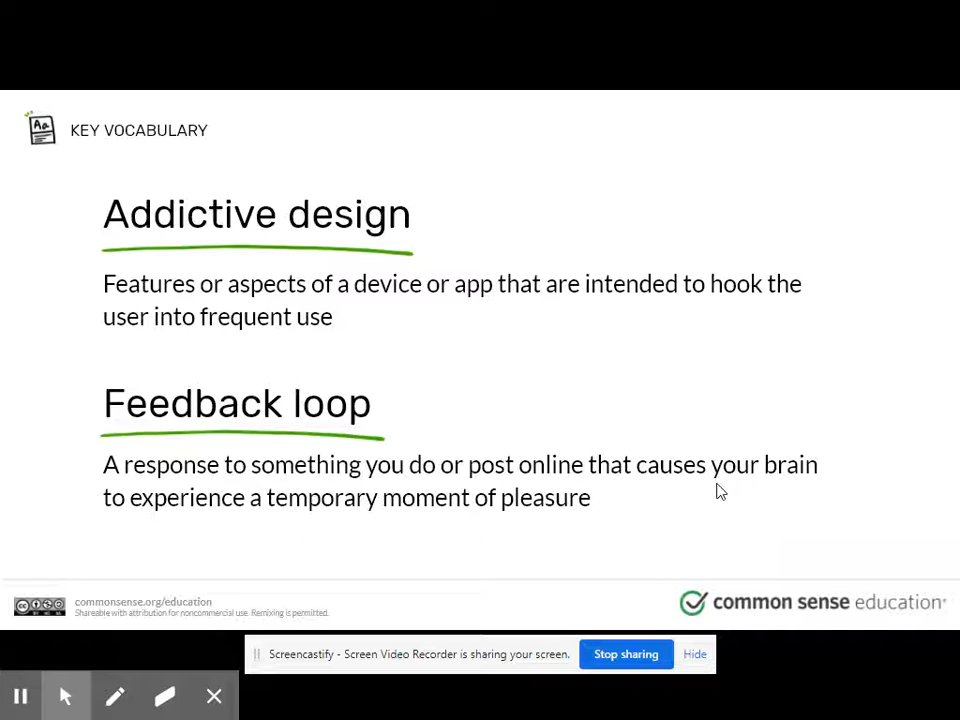 Aa
KEY VOCABULARY
Addictive design
Features or aspects of a device or app that are intended to hook the
user into frequent use
Feedback loop
A response to something you do or post online that causes your brain
to experience a temporary moment of pleasure
commonsense.org/education
Shareable with attribution for noncommercial use. Remixing is permitted.
common sense education
Screencastify - Screen Video Recorder is sharing your screen.
Stop sharing
Hide